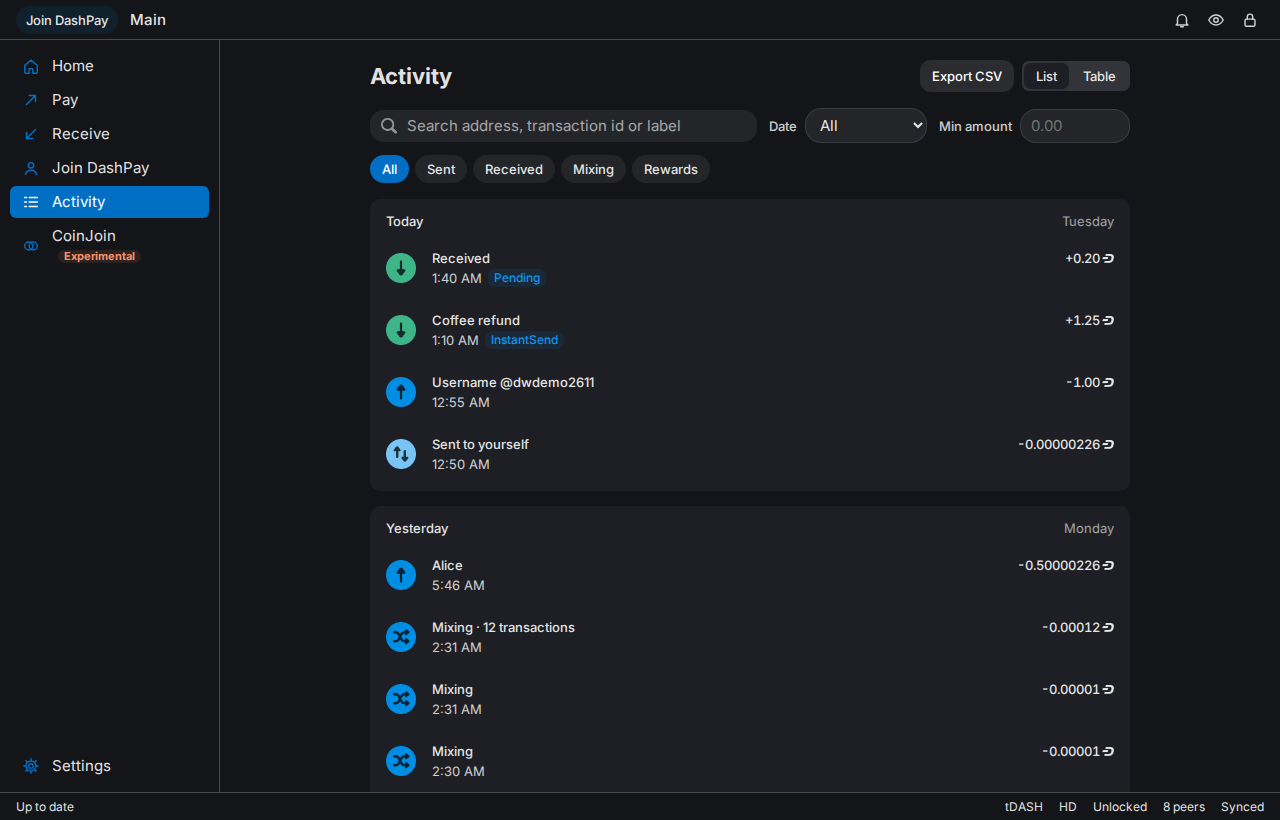 Join DashPay Main
Home
Pay
Receive
Join DashPay
Activity
CoinJoin
Experimental
Settings
Activity
Export CSV List Table
Search address, transaction id or label Date All Min amount 0.00
All Sent Received Mixing Rewards
Today Tuesday
Received +0.20
1:40 AM Pending
Coffee refund +1.25
1:10 AM InstantSend
Username @dwdemo2611 -1.00
12:55 AM
Sent to yourself -0.00000226
12:50 AM
Yesterday Monday
Alice -0.50000226
5:46 AM
Mixing · 12 transactions -0.00012
2:31 AM
Mixing -0.00001
2:31 AM
Mixing -0.00001
2:30 AM
Up to date tDASH HD Unlocked 8 peers Synced